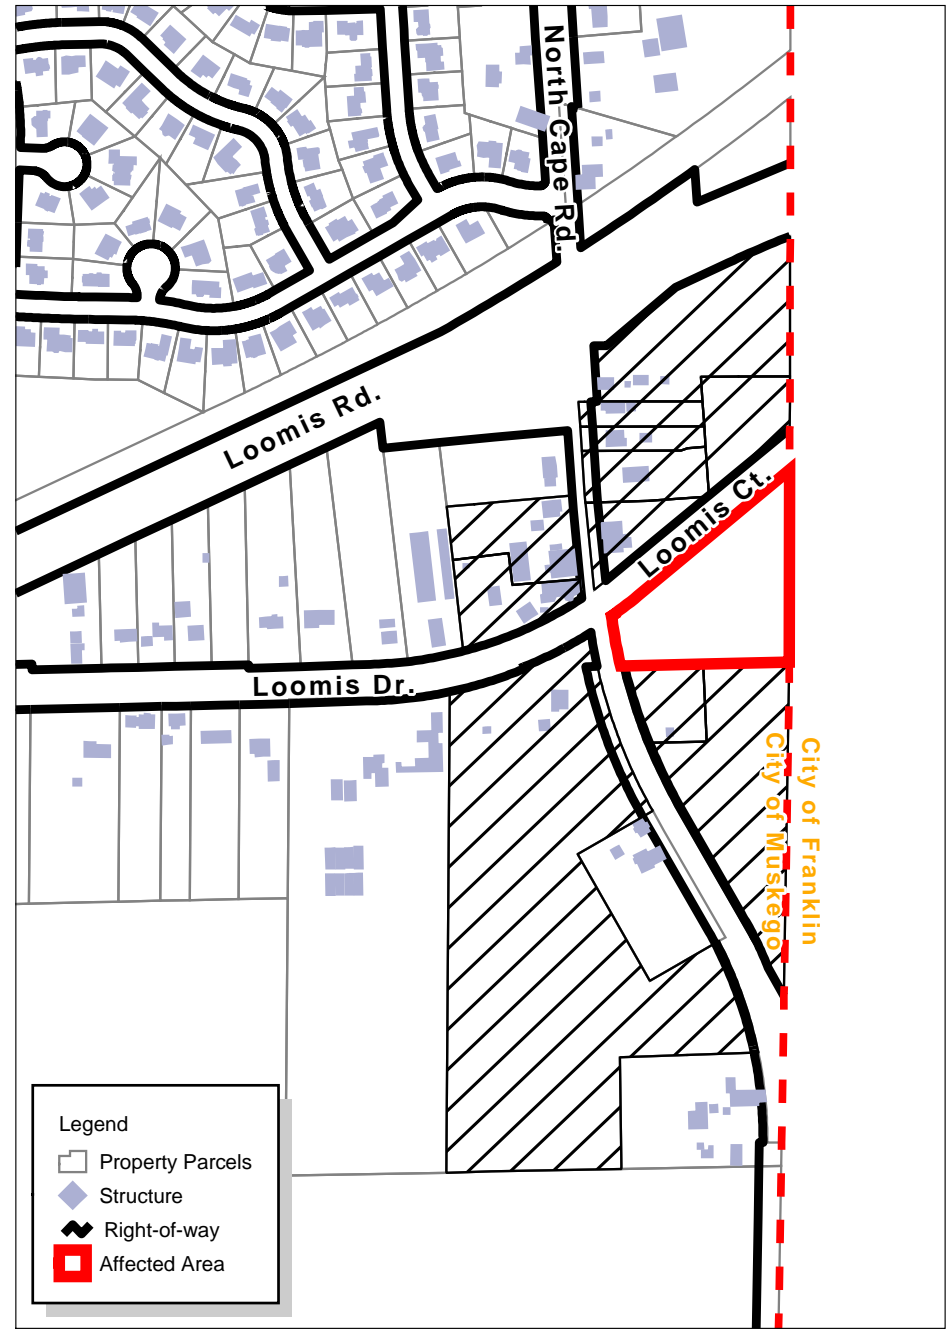 North Cape Rd.
Loomis Rd.
Loomis Ct.
Loomis Dr.
City of Franklin
City of Muskego
Legend
Property Parcels
Structure
Right-of-way
Affected Area